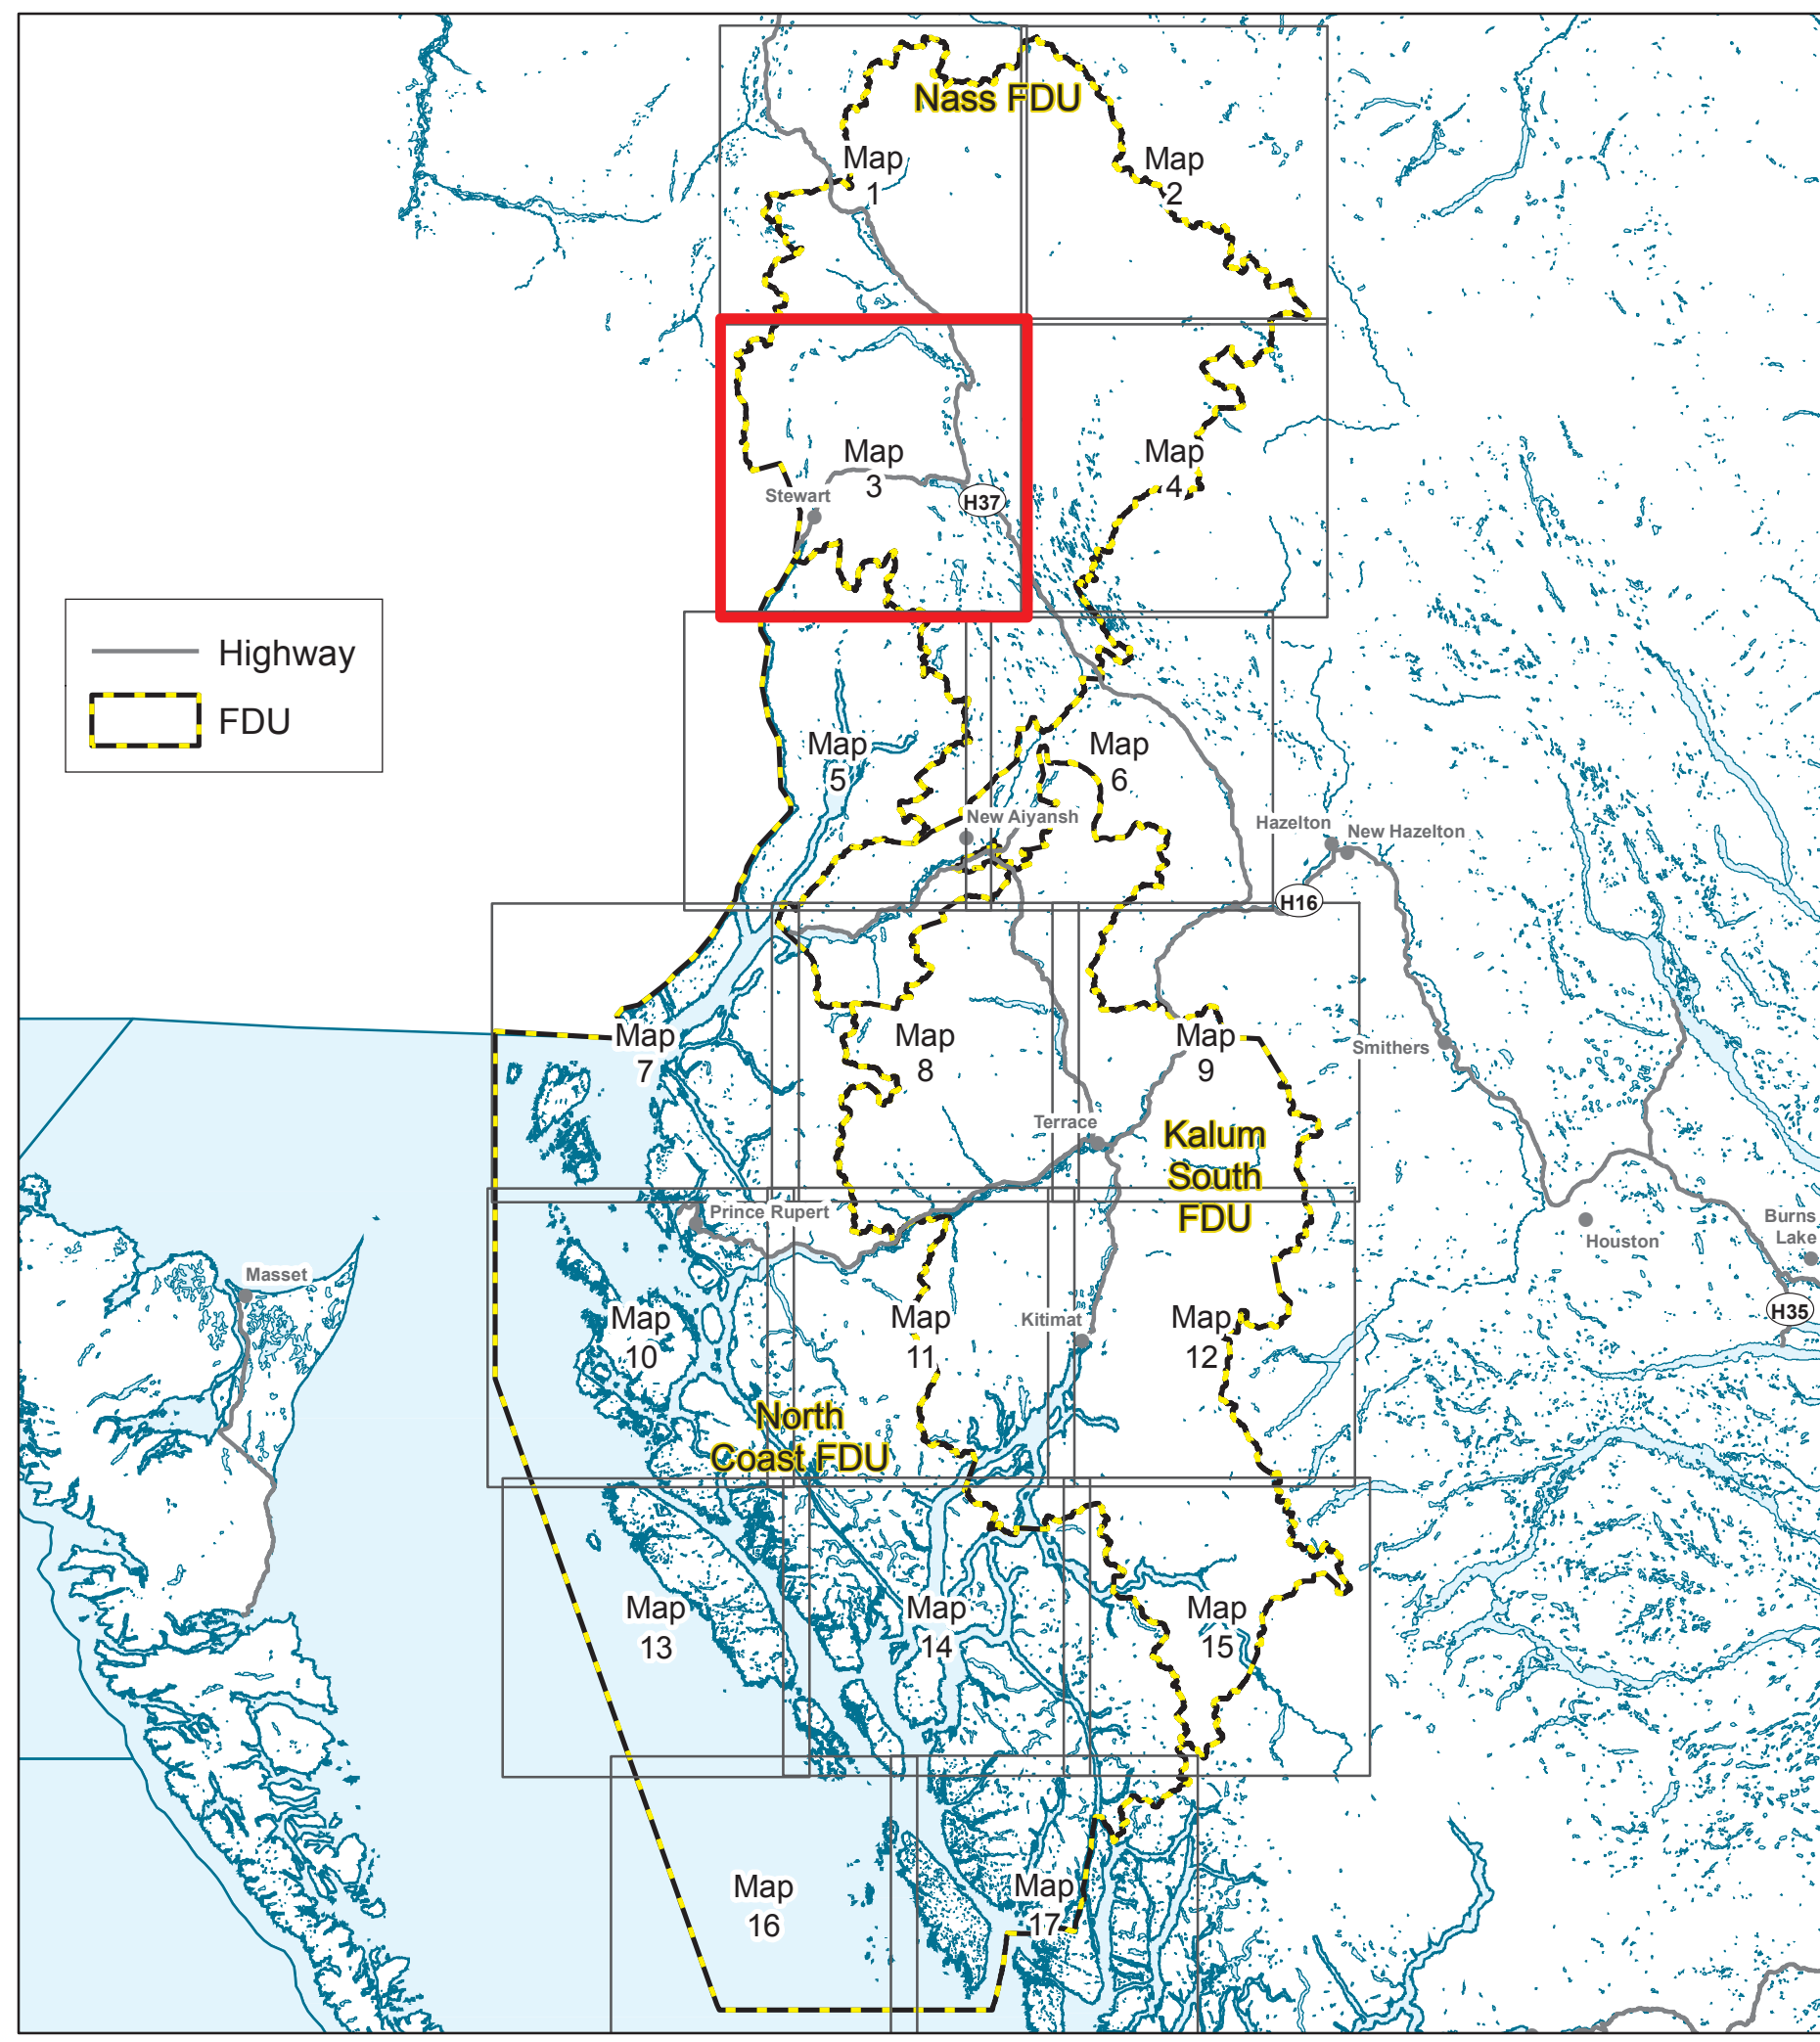 Nass FDU
Map
1
Map
2
Map
3
Stewart
H37
Map
4
Highway
FDU
Map
5
Map
6
New Aiyansh
Hazelton
New Hazelton
H16
Map
7
Map
8
Map
9
Smithers
Terrace
Kalum
South
FDU
Prince Rupert
Burns
Lake
Houston
Masset
H35
Map
10
Map
11
Kitimat
Map
12
North
Coast FDU
Map
13
Map
14
Map
15
Map
16
Map
17